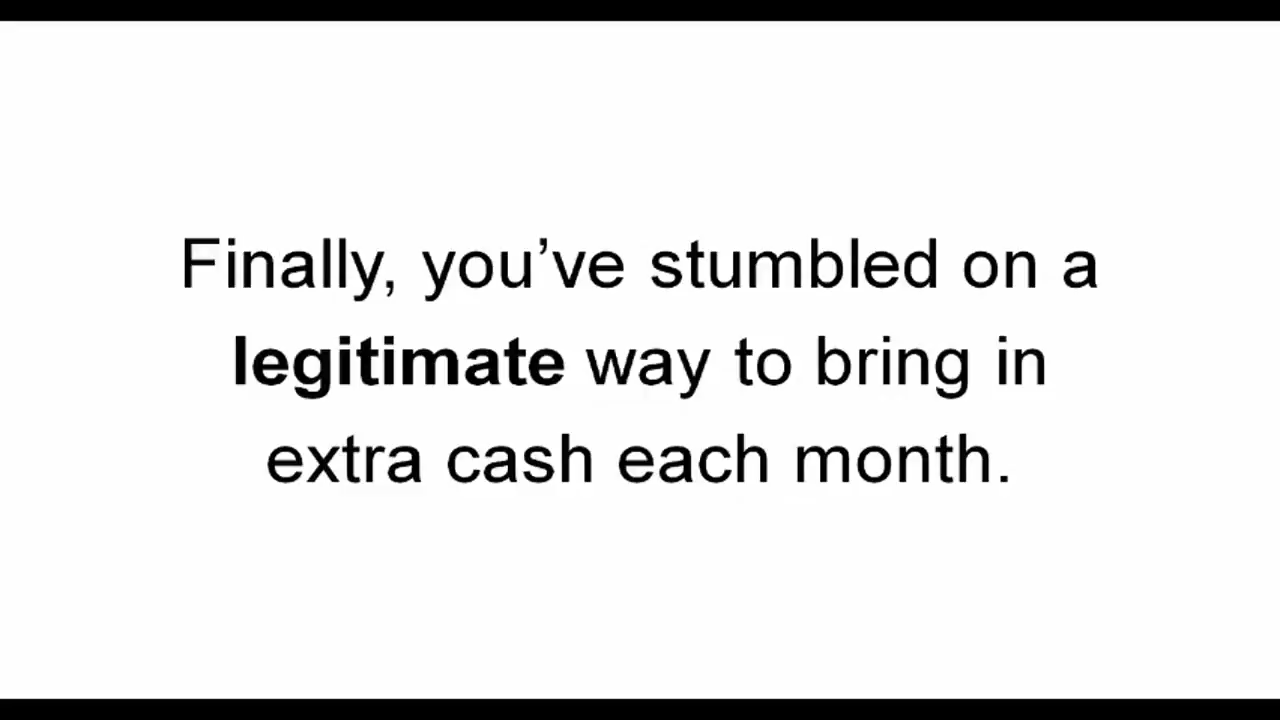 Finally, you’ve stumbled on a
legitimate way to bring in
extra cash each month.